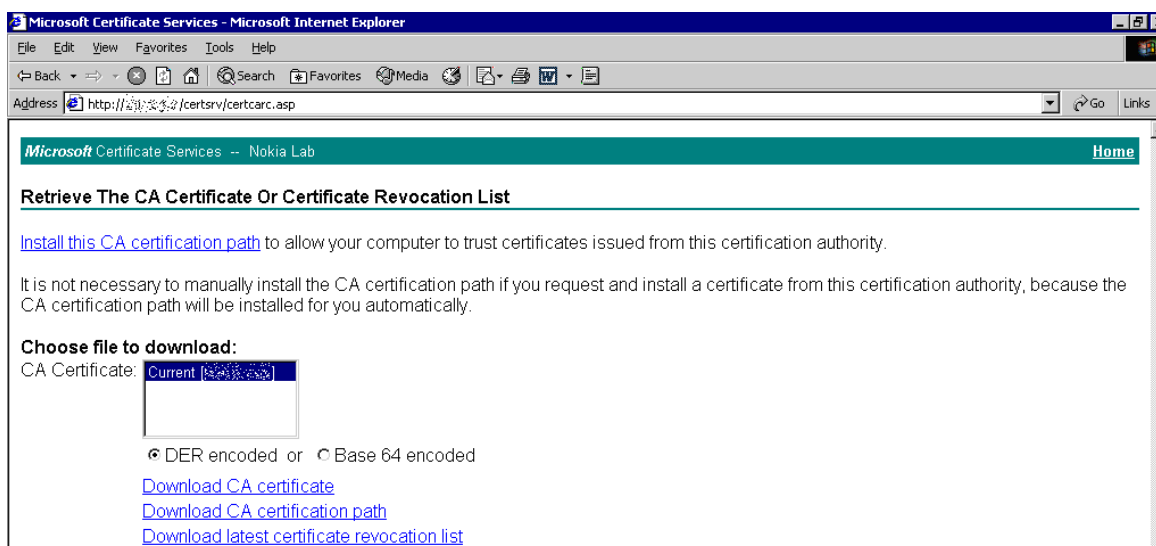 Microsoft Certificate Services - Microsoft Internet Explorer
File Edit View Favorites Tools Help
Back Search Favorites Media
Address http:// /certsrv/certcarc.asp Go Links
Microsoft Certificate Services -- Nokia Lab Home
Retrieve The CA Certificate Or Certificate Revocation List
Install this CA certification path to allow your computer to trust certificates issued from this certification authority.
It is not necessary to manually install the CA certification path if you request and install a certificate from this certification authority, because the
CA certification path will be installed for you automatically.
Choose file to download:
CA Certificate: Current [ ]
DER encoded or Base 64 encoded
Download CA certificate
Download CA certification path
Download latest certificate revocation list